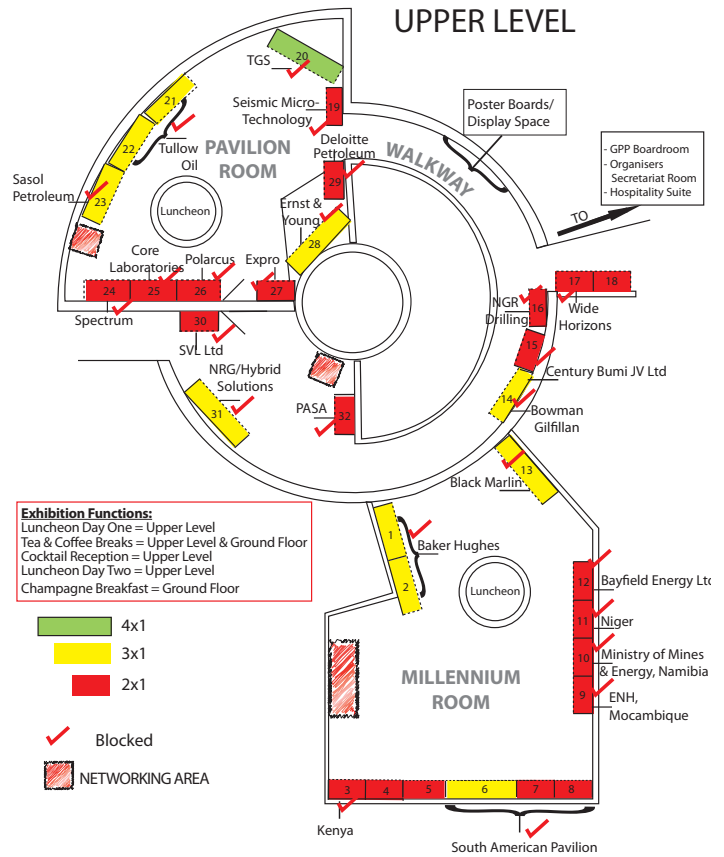 UPPER LEVEL
20
TGS
19
Seismic Micro-
Technology
Poster Boards/
Display Space
- GPP Boardroom
- Organisers
Secretariat Room
- Hospitality Suite
TO
WALKWAY
21
22
23
Tullow
Oil
PAVILION
ROOM
Deloitte
Petroleum
29
Sasol
Petroleum
Luncheon
Ernst &
Young
28
Core
Laboratories
Polarcus
Expro
24
25
26
27
Spectrum
30
SVL Ltd
17
18
16
NGR
Drilling
Wide
Horizons
15
Century Bumi JV Ltd
14
Bowman
Gilfillan
NRG/Hybrid
Solutions
31
PASA
32
13
Black Marlin
Exhibition Functions:
Luncheon Day One = Upper Level
Tea & Coffee Breaks = Upper Level & Ground Floor
Cocktail Reception = Upper Level
Luncheon Day Two = Upper Level
Champagne Breakfast = Ground Floor
1
2
Baker Hughes
Luncheon
12
Bayfield Energy Ltd
11
Niger
10
Ministry of Mines
& Energy, Namibia
9
ENH,
Mocambique
4x1
3x1
2x1
MILLENNIUM
ROOM
Blocked
NETWORKING AREA
3
4
5
6
7
8
Kenya
South American Pavilion